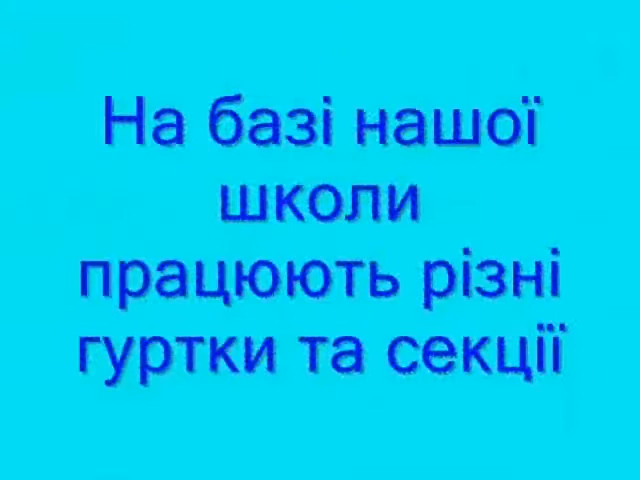 На базі нашої
школи
працюють різні
гуртки та секції